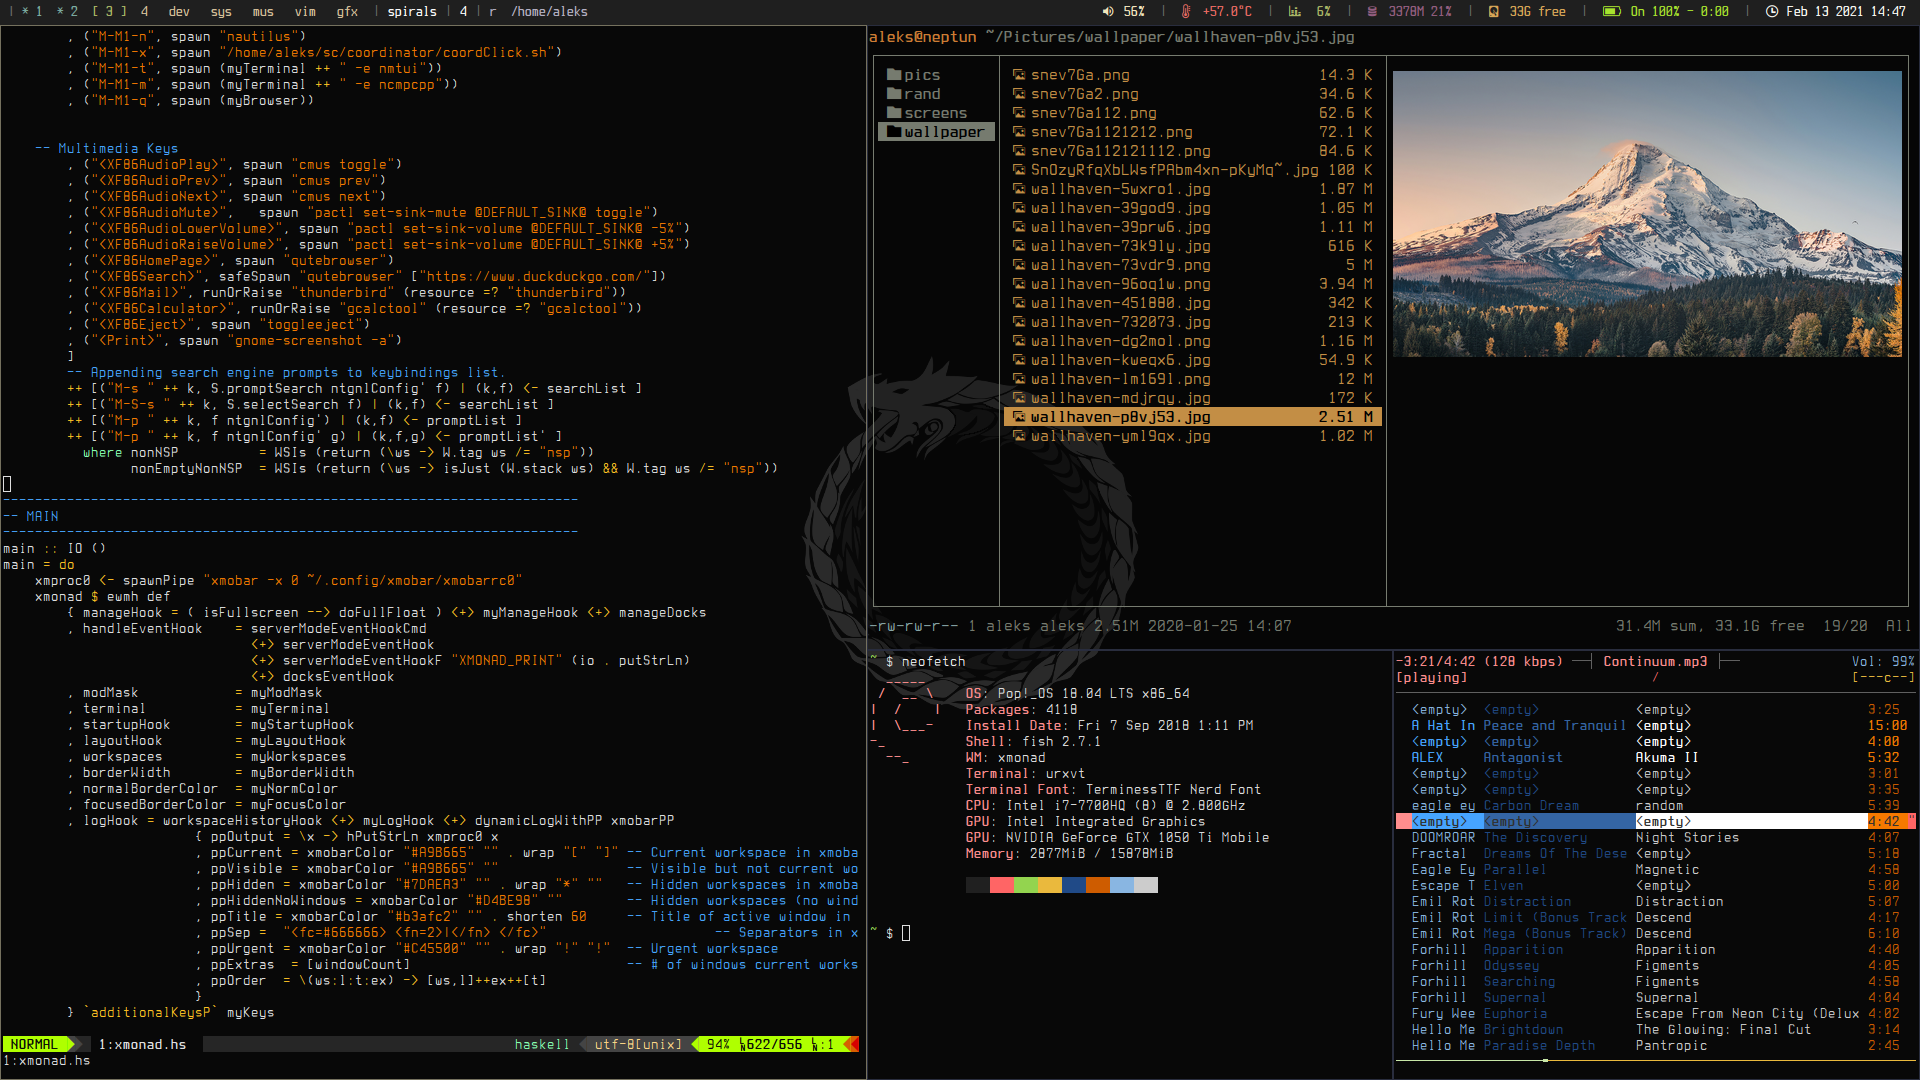 | * 1 * 2 [ 3 ] 4 dev sys mus vim gfx | spirals | 4 | r /home/aleks
56% | +57.0°C | 6% | 3378M 21% | 33G free | On 100% - 0:00 | Feb 13 2021 14:47
, ("M-M1-n", spawn "nautilus")
, ("M-M1-x", spawn "/home/aleks/sc/coordinator/coordClick.sh")
, ("M-M1-t", spawn (myTerminal ++ " -e nmtui"))
, ("M-M1-m", spawn (myTerminal ++ " -e ncmpcpp"))
, ("M-M1-q", spawn (myBrowser))
-- Multimedia Keys
, ("<XF86AudioPlay>", spawn "cmus toggle")
, ("<XF86AudioPrev>", spawn "cmus prev")
, ("<XF86AudioNext>", spawn "cmus next")
, ("<XF86AudioMute>",   spawn "pactl set-sink-mute @DEFAULT_SINK@ toggle")
, ("<XF86AudioLowerVolume>", spawn "pactl set-sink-volume @DEFAULT_SINK@ -5%")
, ("<XF86AudioRaiseVolume>", spawn "pactl set-sink-volume @DEFAULT_SINK@ +5%")
, ("<XF86HomePage>", spawn "qutebrowser")
, ("<XF86Search>", safeSpawn "qutebrowser" ["https://www.duckduckgo.com/"])
, ("<XF86Mail>", runOrRaise "thunderbird" (resource =? "thunderbird"))
, ("<XF86Calculator>", runOrRaise "gcalctool" (resource =? "gcalctool"))
, ("<XF86Eject>", spawn "toggleeject")
, ("<Print>", spawn "gnome-screenshot -a")
]
-- Appending search engine prompts to keybindings list.
++ [("M-s " ++ k, S.promptSearch ntgnlConfig' f) | (k,f) <- searchList ]
++ [("M-S-s " ++ k, S.selectSearch f) | (k,f) <- searchList ]
++ [("M-p " ++ k, f ntgnlConfig') | (k,f) <- promptList ]
++ [("M-p " ++ k, f ntgnlConfig' g) | (k,f,g) <- promptList' ]
where nonNSP          = WSIs (return (\ws -> W.tag ws /= "nsp"))
nonEmptyNonNSP  = WSIs (return (\ws -> isJust (W.stack ws) && W.tag ws /= "nsp"))
------------------------------------------------------------------------
-- MAIN
------------------------------------------------------------------------
main :: IO ()
main = do
xmproc0 <- spawnPipe "xmobar -x 0 ~/.config/xmobar/xmobarrc0"
xmonad $ ewmh def
{ manageHook = ( isFullscreen --> doFullFloat ) <+> myManageHook <+> manageDocks
, handleEventHook    = serverModeEventHookCmd
<+> serverModeEventHook
<+> serverModeEventHookF "XMONAD_PRINT" (io . putStrLn)
<+> docksEventHook
, modMask            = myModMask
, terminal           = myTerminal
, startupHook        = myStartupHook
, layoutHook         = myLayoutHook
, workspaces         = myWorkspaces
, borderWidth        = myBorderWidth
, normalBorderColor  = myNormColor
, focusedBorderColor = myFocusColor
, logHook = workspaceHistoryHook <+> myLogHook <+> dynamicLogWithPP xmobarPP
{ ppOutput = \x -> hPutStrLn xmproc0 x
, ppCurrent = xmobarColor "#A9B665" "" . wrap "[" "]" -- Current workspace in xmoba
, ppVisible = xmobarColor "#A9B665" ""                -- Visible but not current wo
, ppHidden = xmobarColor "#7DAEA3" "" . wrap "*" ""   -- Hidden workspaces in xmoba
, ppHiddenNoWindows = xmobarColor "#D4BE98" ""        -- Hidden workspaces (no wind
, ppTitle = xmobarColor "#b3afc2" "" . shorten 60     -- Title of active window in
, ppSep =  "<fc=#666666> <fn=2>|</fn> </fc>"                     -- Separators in x
, ppUrgent = xmobarColor "#C45500" "" . wrap "!" "!"  -- Urgent workspace
, ppExtras  = [windowCount]                           -- # of windows current works
, ppOrder  = \(ws:l:t:ex) -> [ws,l]++ex++[t]
}
} `additionalKeysP` myKeys
NORMAL 1:xmonad.hs haskell utf-8[unix] 94% 622/656 :1
1:xmonad.hs
aleks@neptun ~/Pictures/wallpaper/wallhaven-p8vj53.jpg
pics
rand
screens
wallpaper
snev7Ga.png 14.3 K
snev7Ga2.png 34.6 K
snev7Ga112.png 62.6 K
snev7Ga1121212.png 72.1 K
snev7Ga112121112.png 84.6 K
SnOzyRfqXbLWsfPAbm4xn-pKyMq~.jpg 100 K
wallhaven-5wxro1.jpg 1.87 M
wallhaven-39god9.jpg 1.05 M
wallhaven-39prw6.jpg 1.11 M
wallhaven-73k9ly.jpg 616 K
wallhaven-73vdr9.png 5 M
wallhaven-96oq1w.png 3.94 M
wallhaven-451880.jpg 342 K
wallhaven-732073.jpg 213 K
wallhaven-dg2mol.png 1.16 M
wallhaven-kweqx6.jpg 54.9 K
wallhaven-lm169l.png 12 M
wallhaven-mdjrqy.jpg 172 K
wallhaven-p8vj53.jpg 2.51 M
wallhaven-yml9qx.jpg 1.02 M
-rw-rw-r-- 1 aleks aleks 2.51M 2020-01-25 14:07 31.4M sum, 33.1G free 19/20 All
~ $ neofetch
OS: Pop!_OS 18.04 LTS x86_64
Packages: 4118
Install Date: Fri 7 Sep 2018 1:11 PM
Shell: fish 2.7.1
WM: xmonad
Terminal: urxvt
Terminal Font: TerminessTTF Nerd Font
CPU: Intel i7-7700HQ (8) @ 2.800GHz
GPU: Intel Integrated Graphics
GPU: NVIDIA GeForce GTX 1050 Ti Mobile
Memory: 2877MiB / 15878MiB
~ $
-3:21/4:42 (128 kbps) ──┤ Continuum.mp3 ├── Vol: 99%
[playing] / [---c--]
<empty> <empty> <empty> 3:25
A Hat In Peace and Tranquil <empty> 15:00
<empty> <empty> <empty> 4:00
ALEX Antagonist Akuma II 5:32
<empty> <empty> <empty> 3:01
<empty> <empty> <empty> 3:35
eagle ey Carbon Dream random 5:39
<empty> <empty> <empty> 4:42
DOOMROAR The Discovery Night Stories 4:07
Fractal Dreams Of The Dese <empty> 5:18
Eagle Ey Parallel Magnetic 4:58
Escape T Elven <empty> 5:00
Emil Rot Distraction Distraction 5:07
Emil Rot Limit (Bonus Track Descend 4:17
Emil Rot Mega (Bonus Track) Descend 6:10
Forhill Apparition Apparition 4:40
Forhill Odyssey Figments 4:05
Forhill Searching Figments 4:58
Forhill Supernal Supernal 4:04
Fury Wee Euphoria Escape From Neon City (Delux 4:02
Hello Me Brightdown The Glowing: Final Cut 3:14
Hello Me Paradise Depth Pantropic 2:45